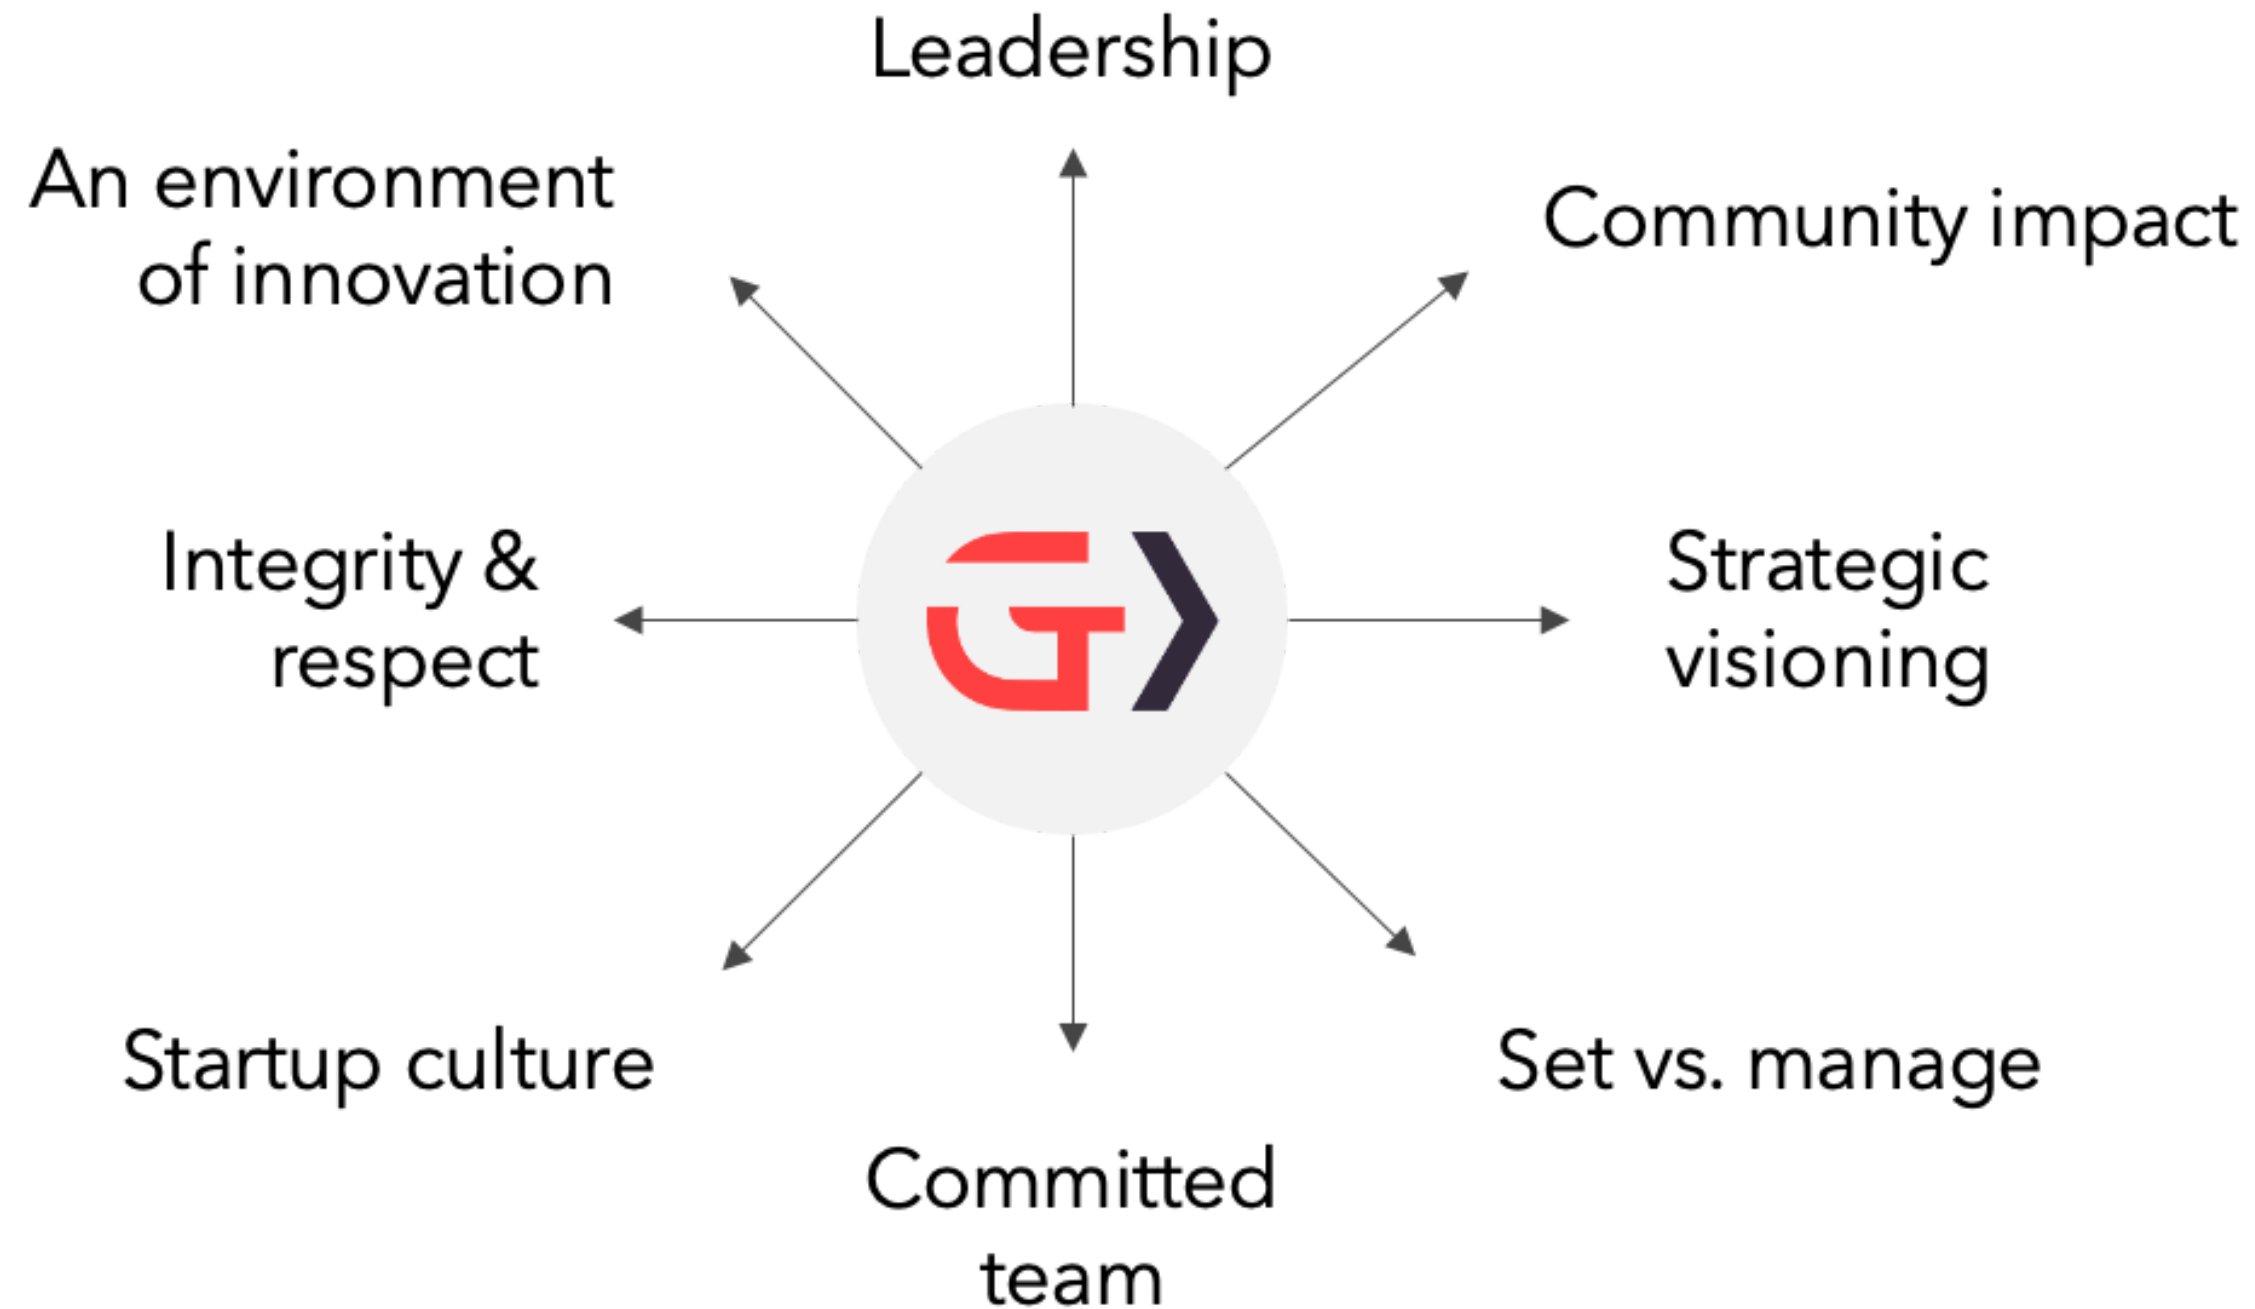 Leadership
An environment
of innovation
Community impact
Integrity &
respect
G
Strategic
visioning
Startup culture
Set vs. manage
Committed
team